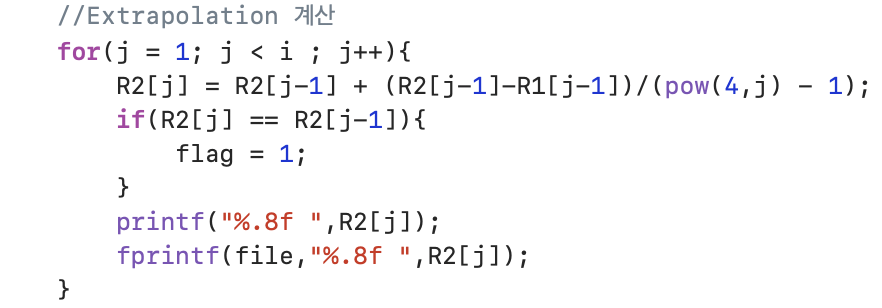 //Extrapolation 계산
for(j = 1; j < i ; j++){
R2[j] = R2[j-1] + (R2[j-1]-R1[j-1])/(pow(4,j) - 1);
if(R2[j] == R2[j-1]){
flag = 1;
}
printf("%.8f ",R2[j]);
fprintf(file,"%.8f ",R2[j]);
}